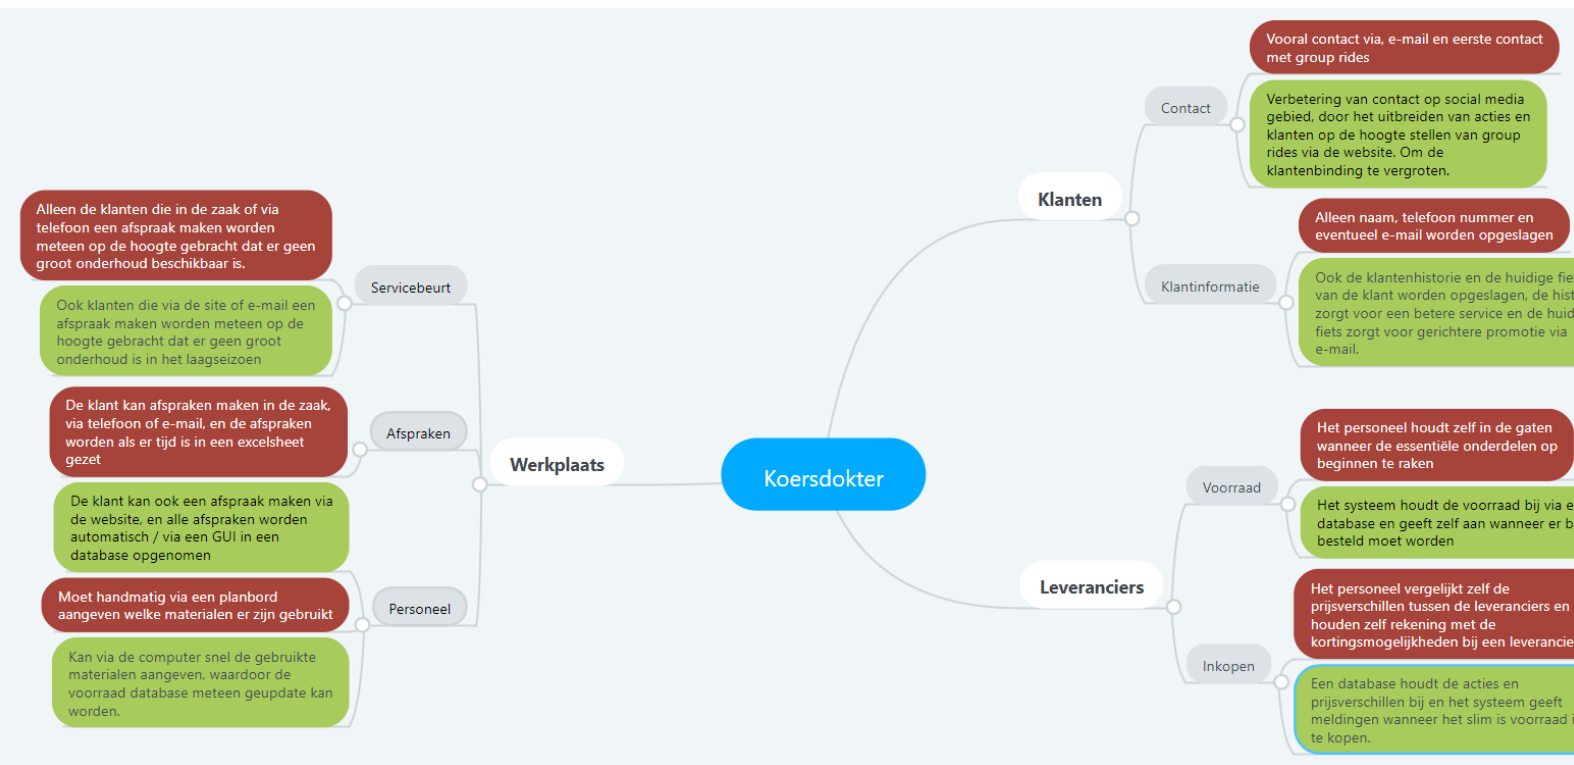 Koersdokter
Klanten
Contact
Vooral contact via, e-mail en eerste contact
met group rides
Verbetering van contact op social media
gebied, door het uitbreiden van acties en
klanten op de hoogte stellen van group
rides via de website. Om de
klantenbinding te vergroten.
Klantinformatie
Alleen naam, telefoon nummer en
eventueel e-mail worden opgeslagen
Ook de klantenhistorie en de huidige
van de klant worden opgeslagen, de
zorgt voor een betere service en de
fiets zorgt voor gerichtere promotie via
e-mail.
Leveranciers
Voorraad
Het personeel houdt zelf in de gaten
wanneer de essentiële onderdelen op
beginnen te raken
Het systeem houdt de voorraad bij via
database en geeft zelf aan wanneer er
besteld moet worden
Inkopen
Het personeel vergelijkt zelf de
prijsverschillen tussen de leveranciers en
houden zelf rekening met de
kortingsmogelijkheden bij een
Een database houdt de acties en
prijsverschillen bij en het systeem geeft
meldingen wanneer het slim is voorraad
te kopen.
Werkplaats
Servicebeurt
Alleen de klanten die in de zaak of via
telefoon een afspraak maken worden
meteen op de hoogte gebracht dat er geen
groot onderhoud beschikbaar is.
Ook klanten die via de site of e-mail een
afspraak maken worden meteen op de
hoogte gebracht dat er geen groot
onderhoud is in het laagseizoen
Afspraken
De klant kan afspraken maken in de zaak,
via telefoon of e-mail, en de afspraken
worden als er tijd is in een excelsheet
gezet
De klant kan ook een afspraak maken via
de website, en alle afspraken worden
automatisch / via een GUI in een
database opgenomen
Personeel
Moet handmatig via een planbord
aangeven welke materialen er zijn gebruikt
Kan via de computer snel de gebruikte
materialen aangeven, waardoor de
voorraad database meteen geupdate kan
worden.